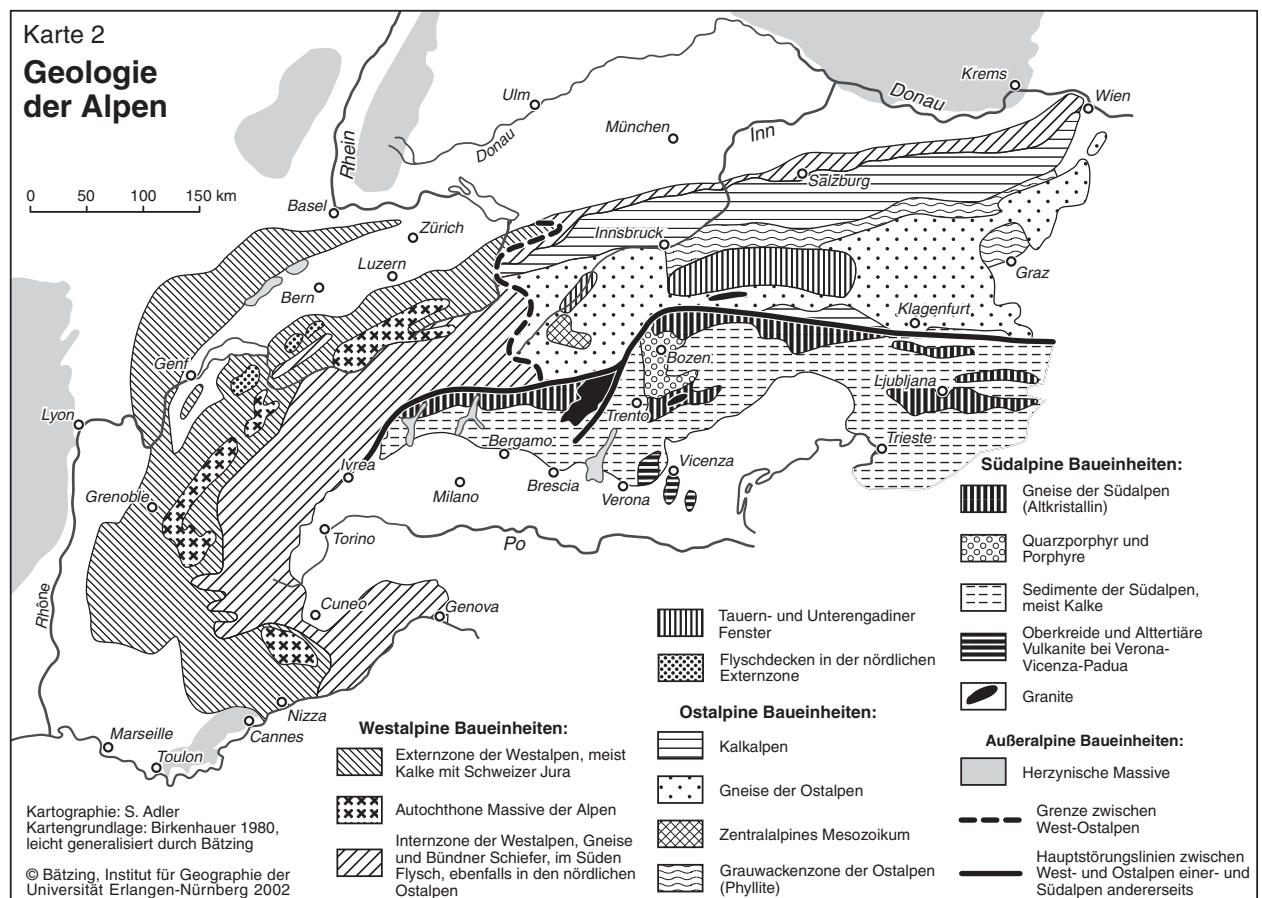 Karte 2
Geologie
der Alpen
0 50 100 150 km
Krems
Wien
Donau
Ulm
München
Inn
Donau
Rhein
Salzburg
Basel
Zürich
Innsbruck
Luzern
Graz
Bern
Klagenfurt
Genf
Bozen
Ljubljana
Lyon
Trento
Trieste
Bergamo
Ivrea
Vicenza
Brescia
Milano
Verona
Grenoble
Torino
Po
Rhône
Cuneo
Genova
Nizza
Cannes
Marseille
Toulon
Südalpine Baueinheiten:
Gneise der Südalpen
(Altkristallin)
Quarzporphyr und
Porphyre
Sedimente der Südalpen,
meist Kalke
Oberkreide und Alttertiäre
Vulkanite bei Verona-
Vicenza-Padua
Granite
Außeralpine Baueinheiten:
Herzynische Massive
Grenze zwischen
West-Ostalpen
Hauptstörungslinien zwischen
West- und Ostalpen einer- und
Südalpen andererseits
Tauern- und Unterengadiner
Fenster
Flyschdecken in der nördlichen
Externzone
Ostalpine Baueinheiten:
Kalkalpen
Gneise der Ostalpen
Zentralalpines Mesozoikum
Grauwackenzone der Ostalpen
(Phyllite)
Westalpine Baueinheiten:
Externzone der Westalpen, meist
Kalke mit Schweizer Jura
Autochthone Massive der Alpen
Internzone der Westalpen, Gneise
und Bündner Schiefer, im Süden
Flysch, ebenfalls in den nördlichen
Ostalpen
Kartographie: S. Adler
Kartengrundlage: Birkenhauer 1980,
leicht generalisiert durch Bätzing
© Bätzing, Institut für Geographie der
Universität Erlangen-Nürnberg 2002